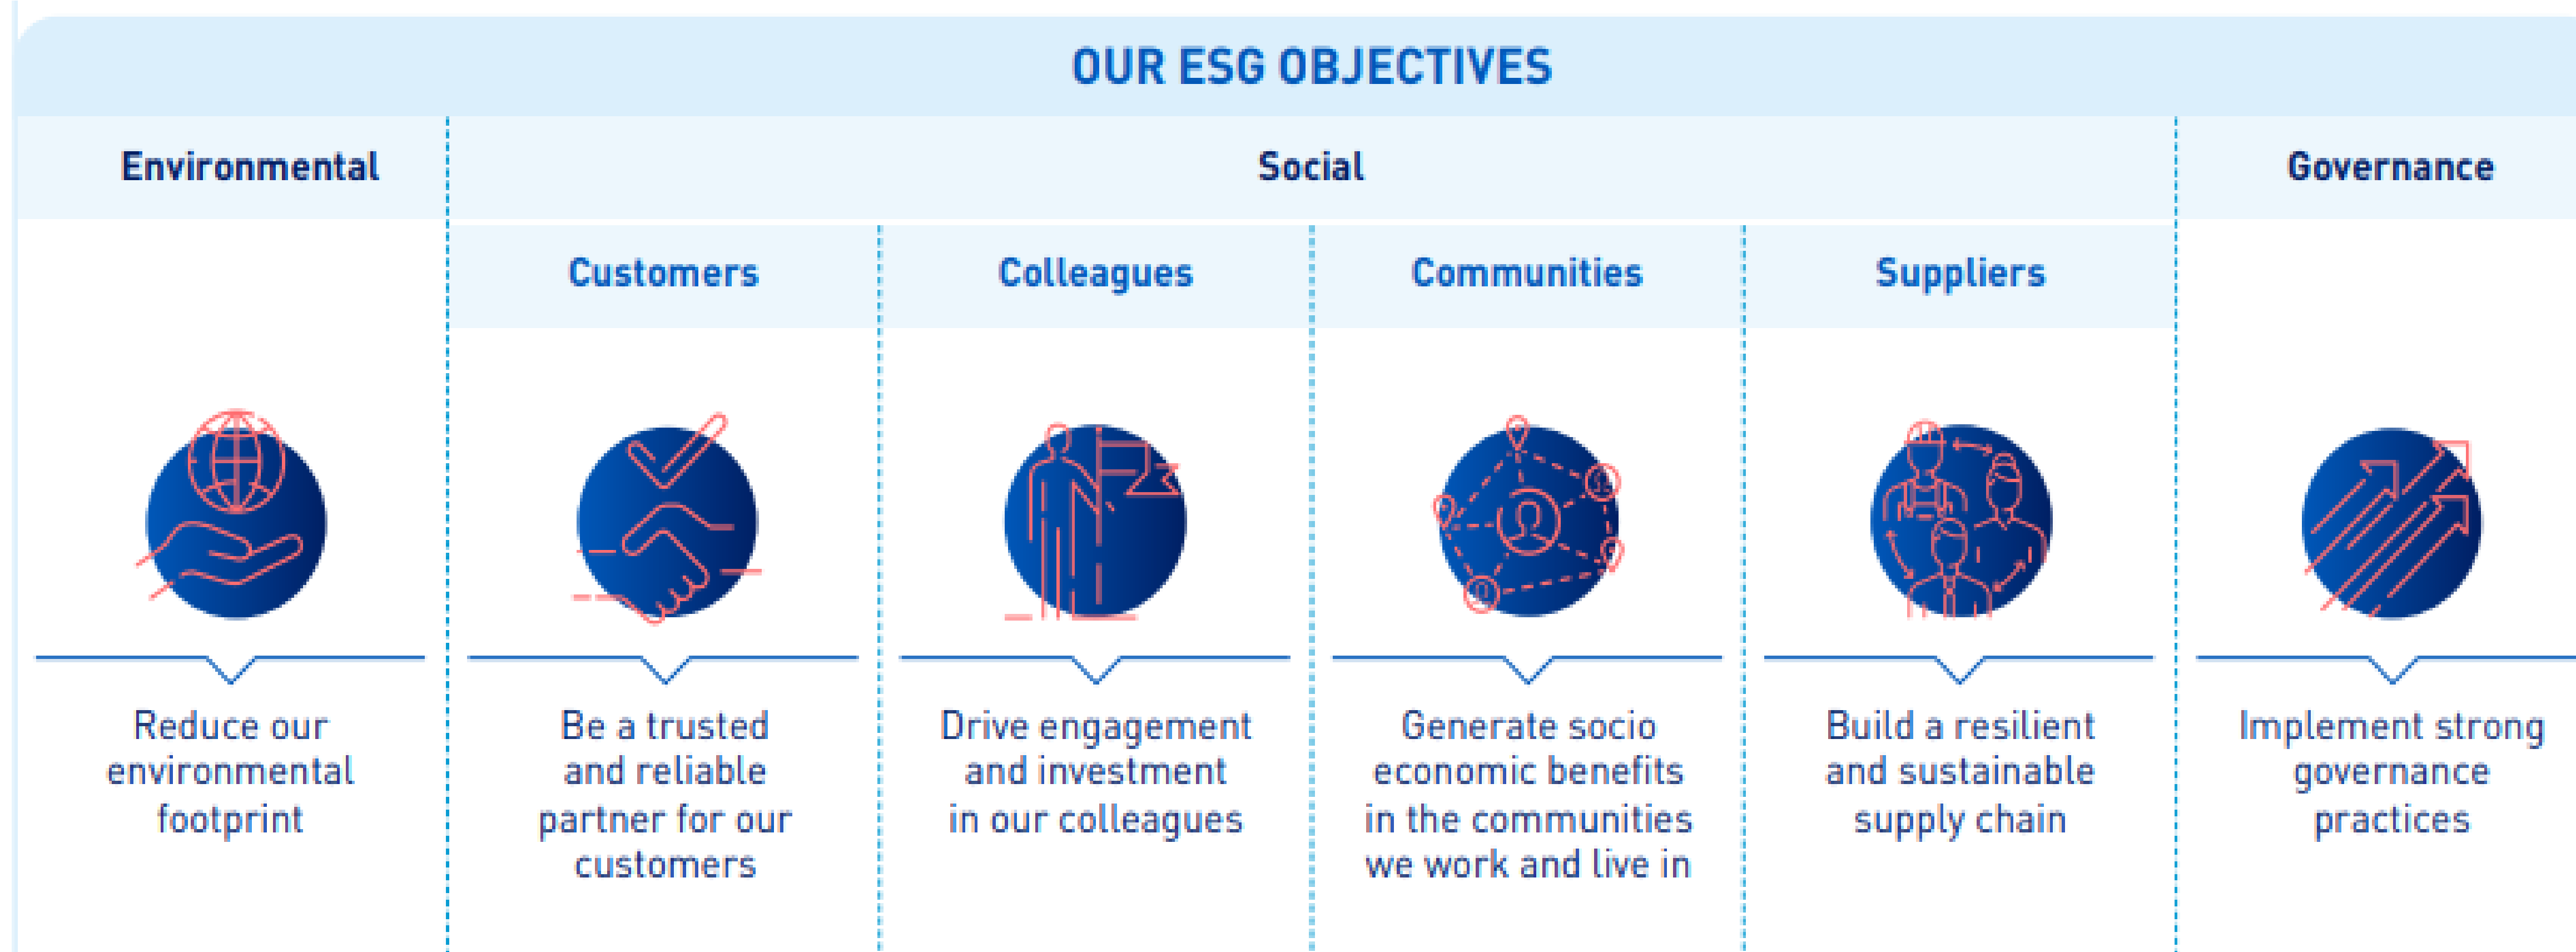 OUR ESG OBJECTIVES
Environmental
Social
Governance
Customers
Colleagues
Communities
Suppliers
Reduce our
environmental
footprint
Be a trusted
and reliable
partner for our
customers
Drive engagement
and investment
in our colleagues
Generate socio
economic benefits
in the communities
we work and live in
Build a resilient
and sustainable
supply chain
Implement strong
governance
practices